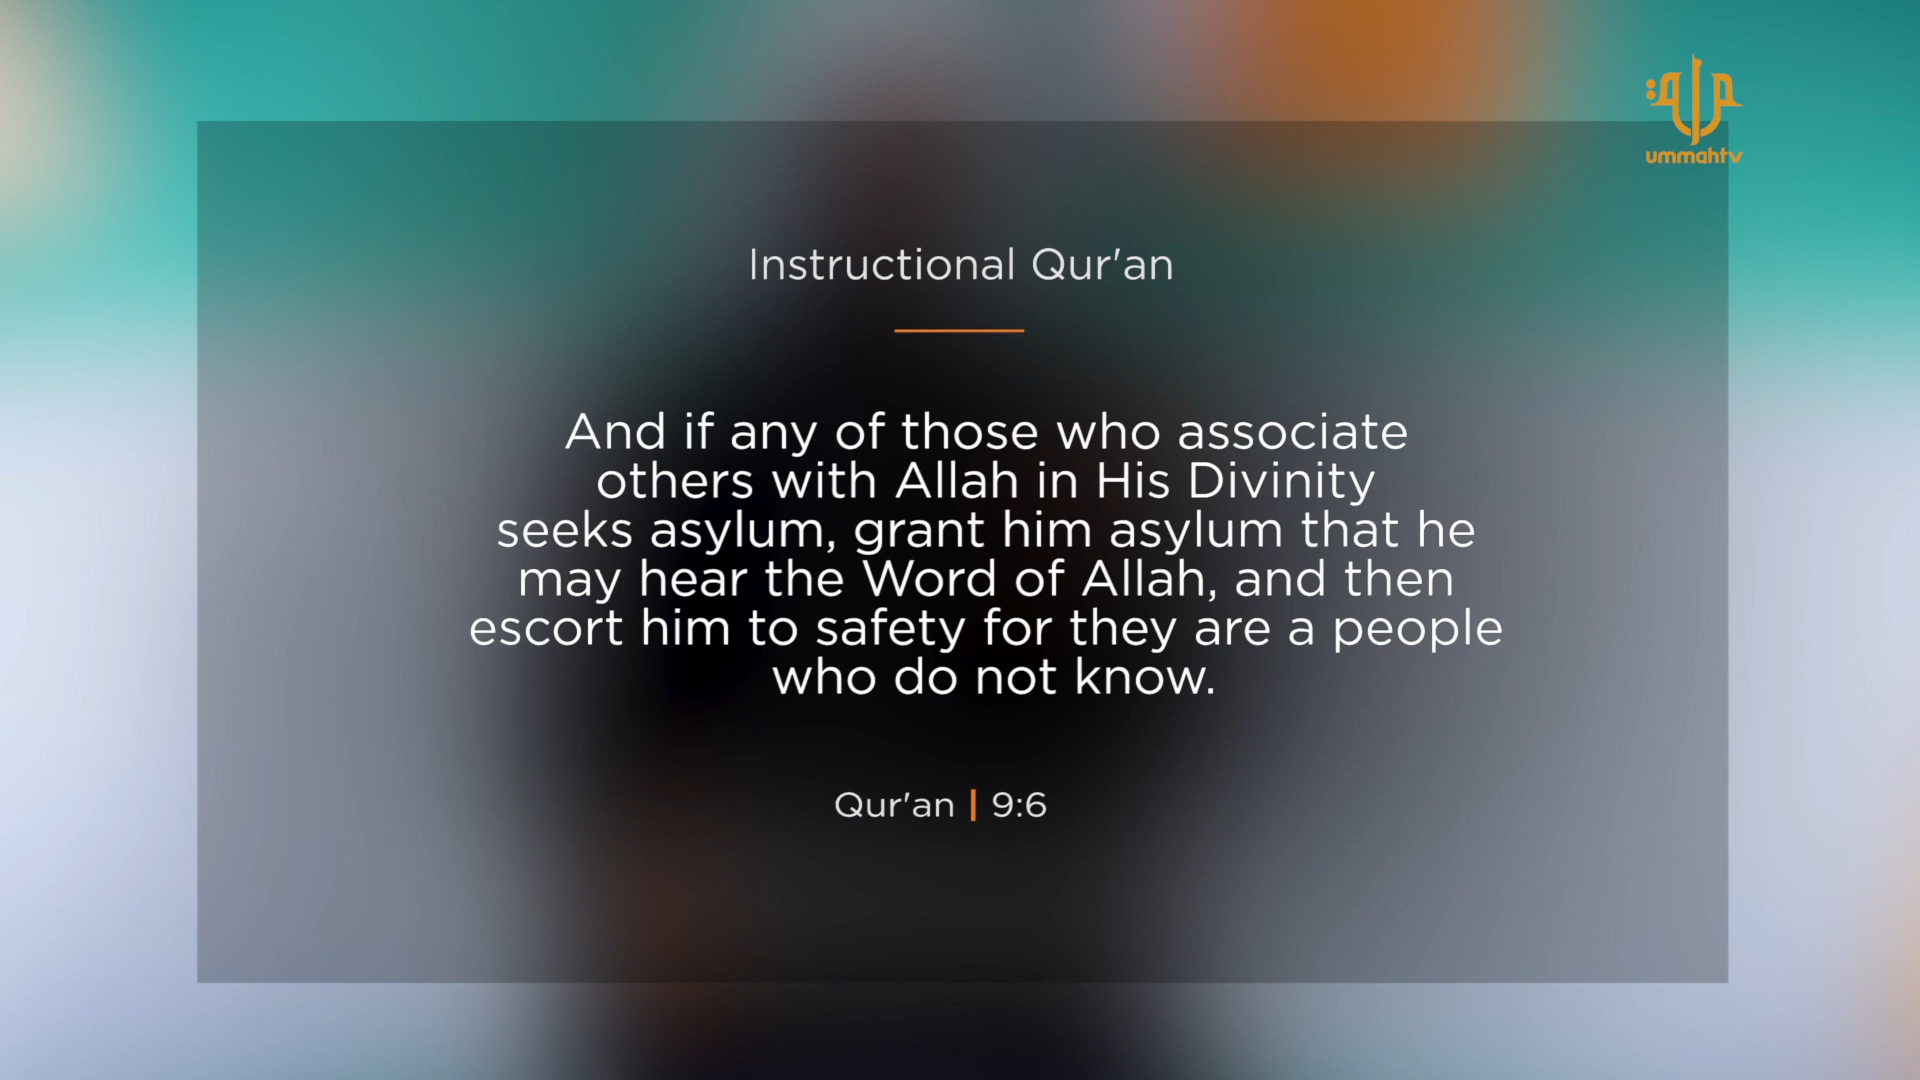 ummahtv
Instructional Qur'an
And if any of those who associate
others with Allah in His Divinity
seeks asylum, grant him asylum that he
may hear the Word of Allah, and then
escort him to safety for they are a people
who do not know.
Qur'an | 9:6